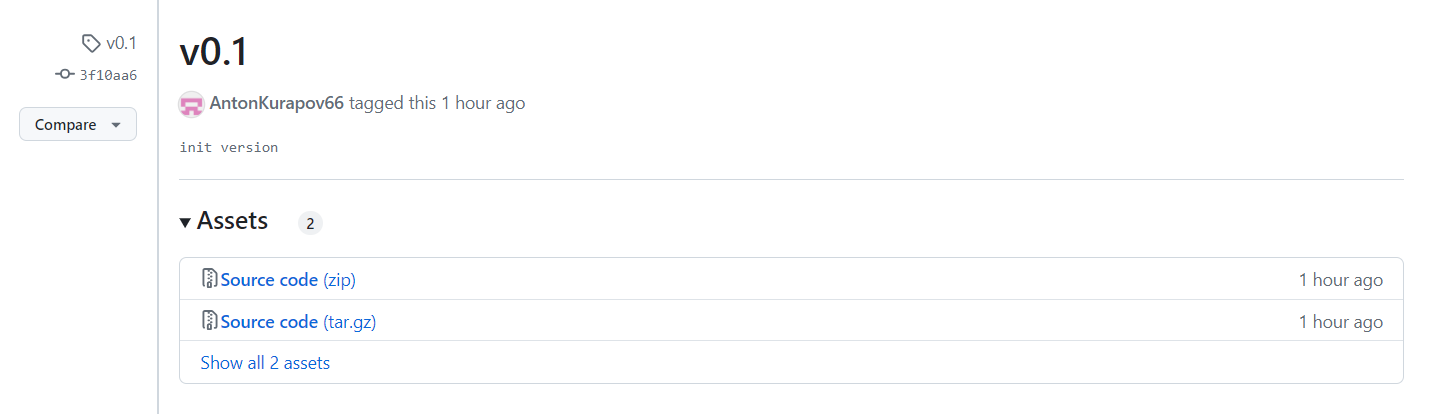 v0.1
3f10aa6
Compare
v0.1
AntonKurapov66 tagged this 1 hour ago
init version
Assets 2
Source code (zip) 1 hour ago
Source code (tar.gz) 1 hour ago
Show all 2 assets